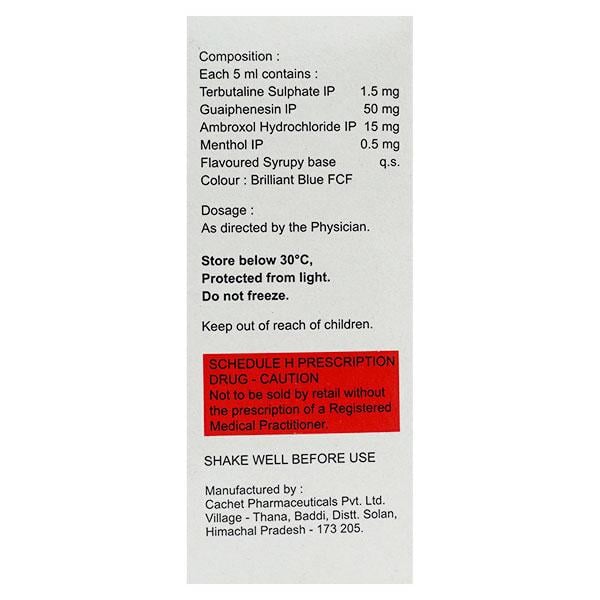 Composition :
Each 5 ml contains :
Terbutaline Sulphate IP 1.5 mg
Guaiphenesin IP 50 mg
Ambroxol Hydrochloride IP 15 mg
Menthol IP 0.5 mg
Flavoured Syrupy base q.s.
Colour : Brilliant Blue FCF
Dosage :
As directed by the Physician.
Store below 30°C,
Protected from light.
Do not freeze.
Keep out of reach of children.
SCHEDULE H PRESCRIPTION
DRUG - CAUTION
Not to be sold by retail without
the prescription of a Registered
Medical Practitioner.
SHAKE WELL BEFORE USE
Manufactured by :
Cachet Pharmaceuticals Pvt. Ltd.
Village - Thana, Baddi, Distt. Solan,
Himachal Pradesh - 173 205.